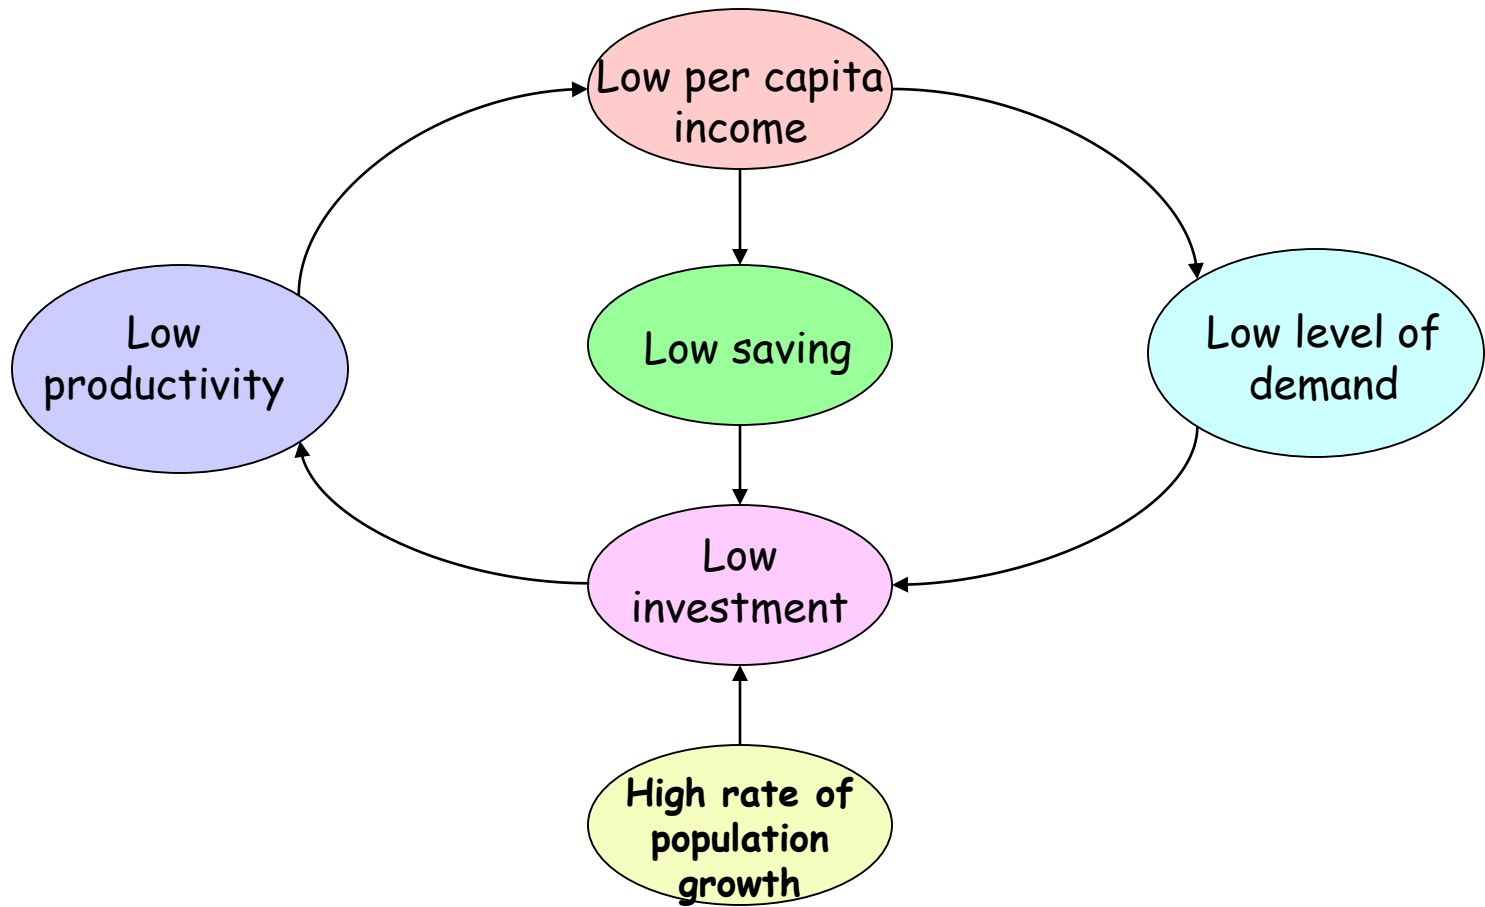 Low per capita
income
Low
productivity
Low saving
Low level of
demand
Low
investment
High rate of
population
growth